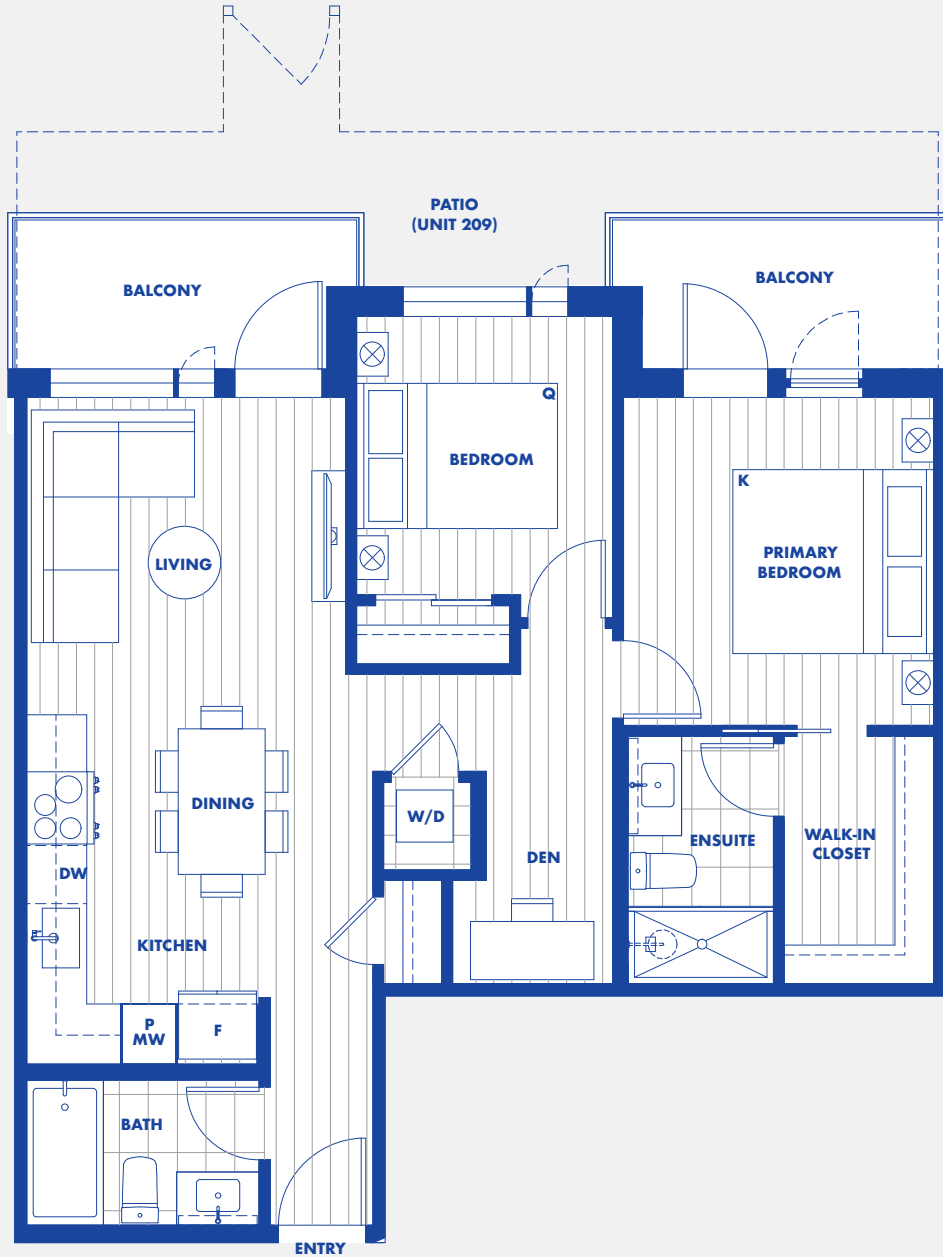 PATIO
(UNIT 209)
BALCONY
BALCONY
Q
BEDROOM
K
PRIMARY
BEDROOM
LIVING
DINING
W/D
DEN
ENSUITE
WALK-IN
CLOSET
DW
KITCHEN
P
MW
F
BATH
ENTRY